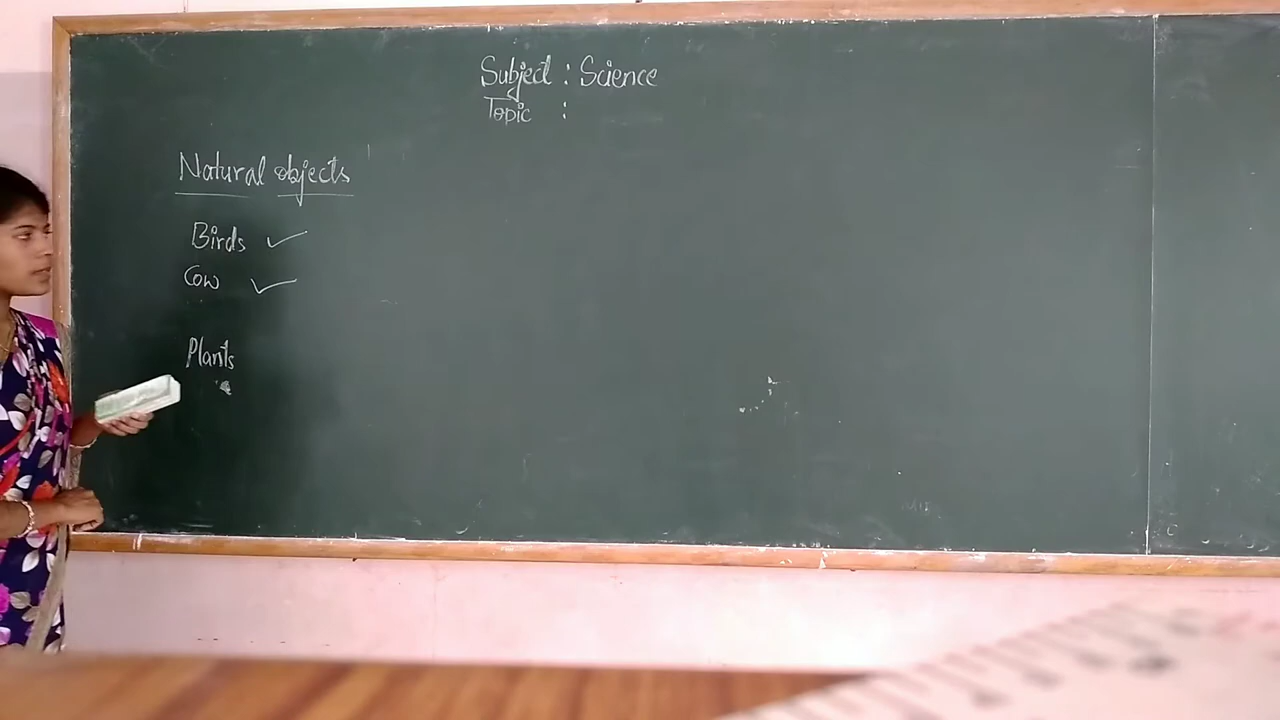 Subject : Science
Topic :
Natural objects
Birds ✓
Cow ✓
Plants